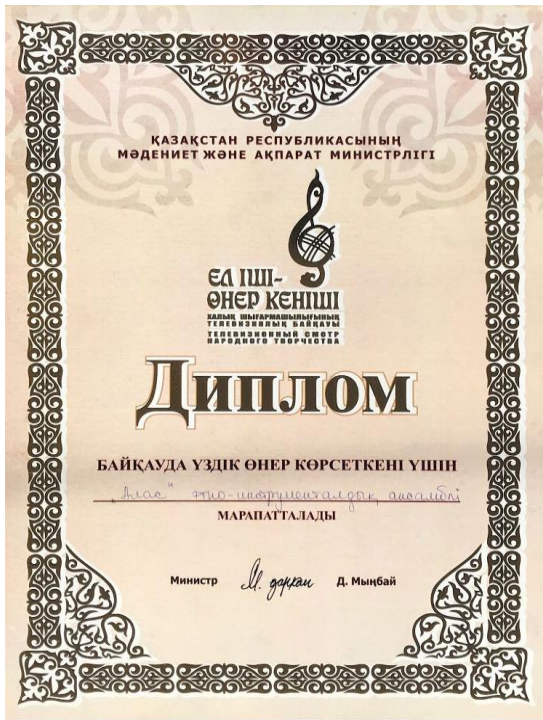 ҚАЗАҚСТАН РЕСПУБЛИКАСЫНЫҢ
МӘДЕНИЕТ ЖӘНЕ АҚПАРАТ МИНИСТРЛІГІ
ЕЛ ІШІ-
ӨНЕР КЕНІШІ
ХАЛЫҚ ШЫҒАРМАШЫЛЫҒЫНЫҢ
ТЕЛЕВИЗИЯЛЫҚ БАЙҚАУЫ
ТЕЛЕВИЗИОННЫЙ СМОТР
НАРОДНОГО ТВОРЧЕСТВА
ДИПЛОМ
БАЙҚАУДА ҮЗДІК ӨНЕР КӨРСЕТКЕНІ ҮШІН
„Алас" этно-инструменталдық ансамблі
МАРАПАТТАЛАДЫ
Министр Д. Мыңбай